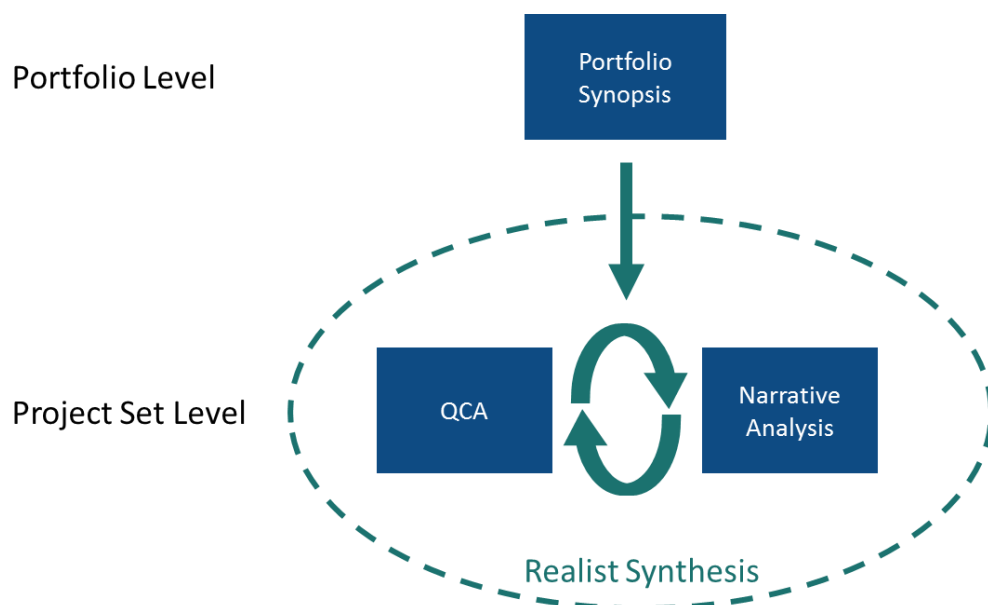 Portfolio Level
Portfolio
Synopsis
Project Set Level
QCA
Narrative
Analysis
Realist Synthesis